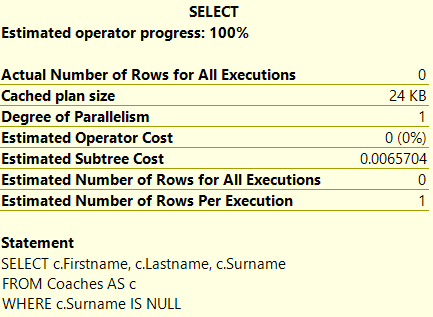 SELECT
Estimated operator progress: 100%
Actual Number of Rows for All Executions 0
Cached plan size 24 KB
Degree of Parallelism 1
Estimated Operator Cost 0 (0%)
Estimated Subtree Cost 0.0065704
Estimated Number of Rows for All Executions 0
Estimated Number of Rows Per Execution 1
Statement
SELECT c.Firstname, c.Lastname, c.Surname
FROM Coaches AS c
WHERE c.Surname IS NULL